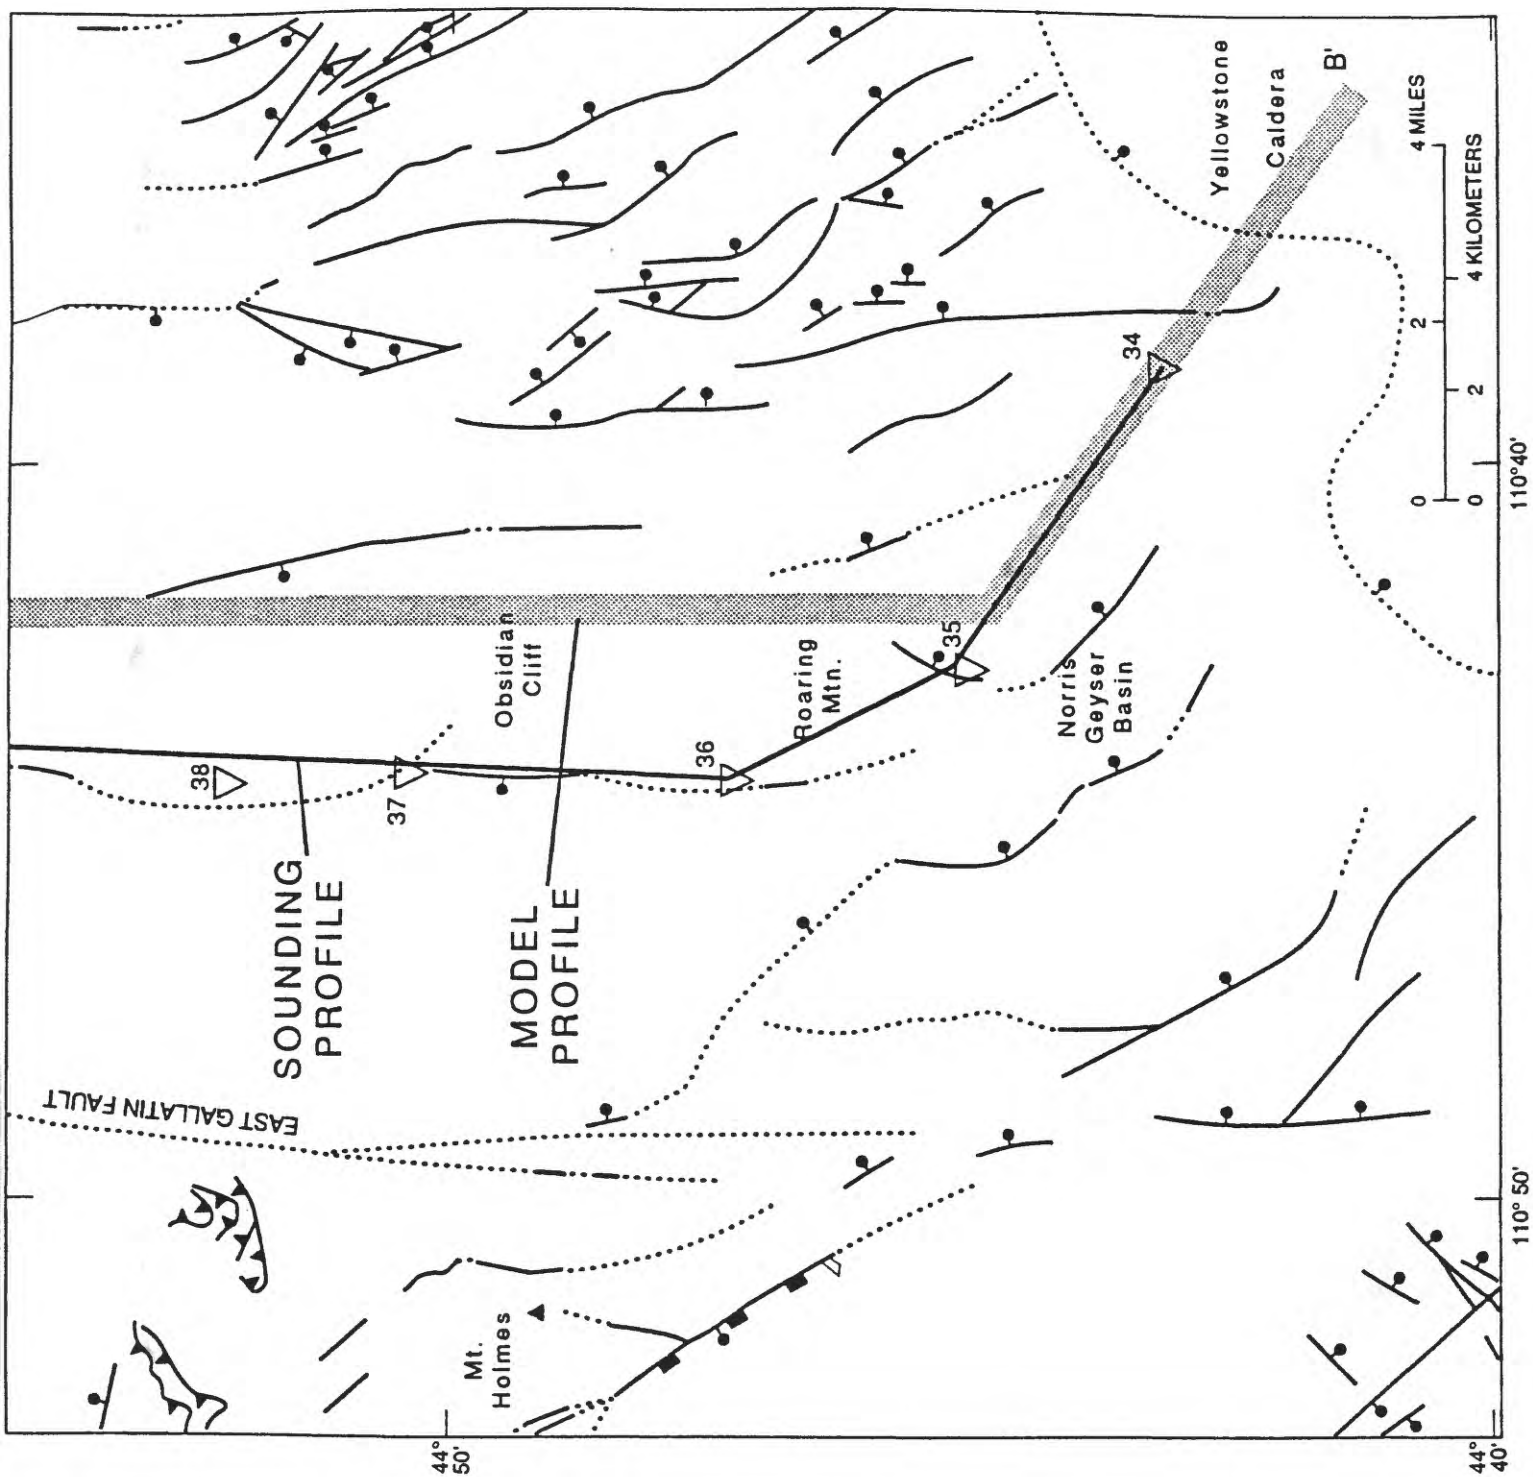 EAST GALLATIN FAULT
SOUNDING
PROFILE
MODEL
PROFILE
38
37
36
35
34
Obsidian
Cliff
Roaring
Mtn.
Norris
Geyser
Basin
Mt.
Holmes
Yellowstone
Caldera
B'
0 2 4 MILES
0 2 4 KILOMETERS
110°40'
110° 50'
44°
50'
44°
40'